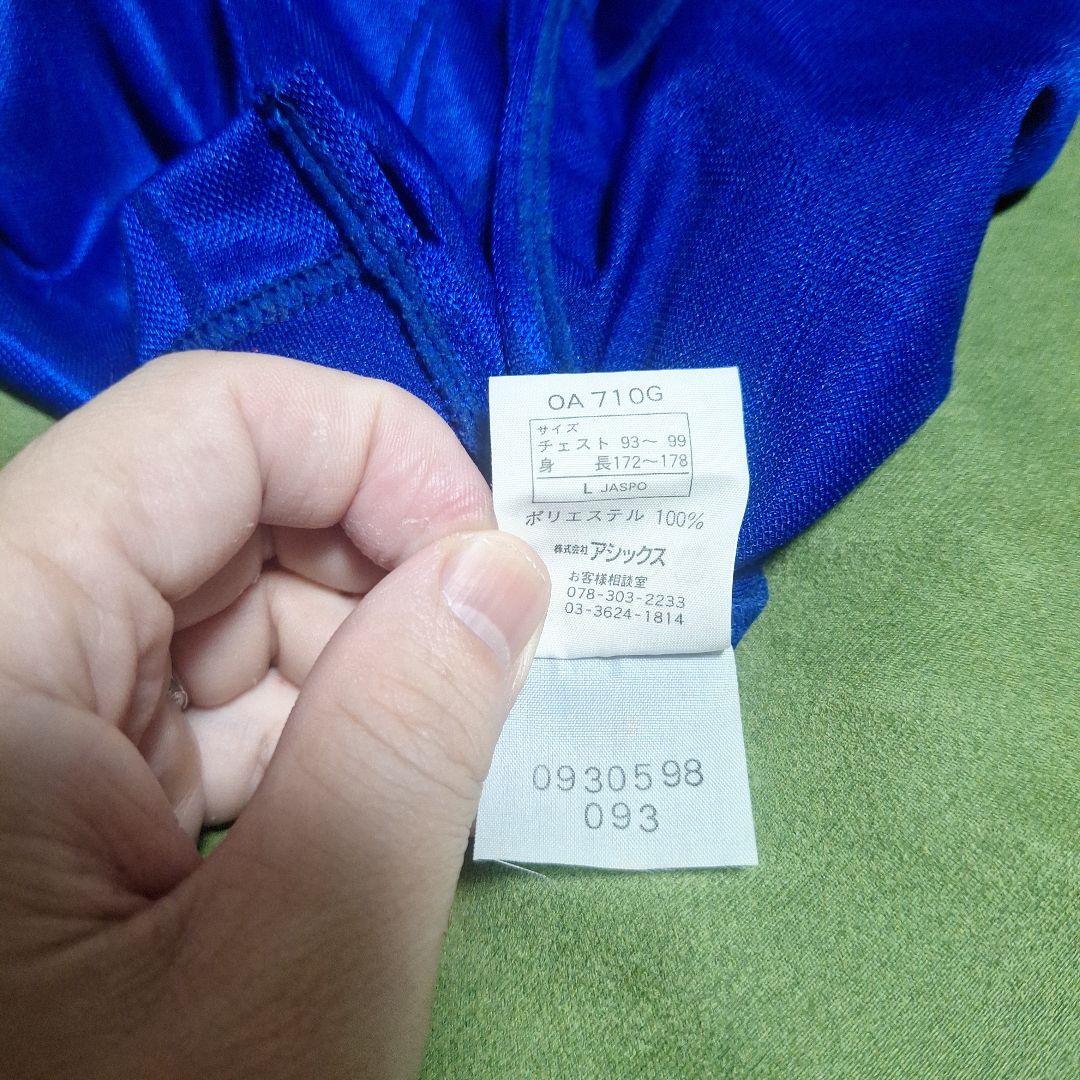 OA 710G
サイズ
チェスト 93～ 99
身　長172～178
L JASPO
ポリエステル 100%
株式会社 アシックス
お客様相談室
078-303-2233
03-3624-1814
0930598
093